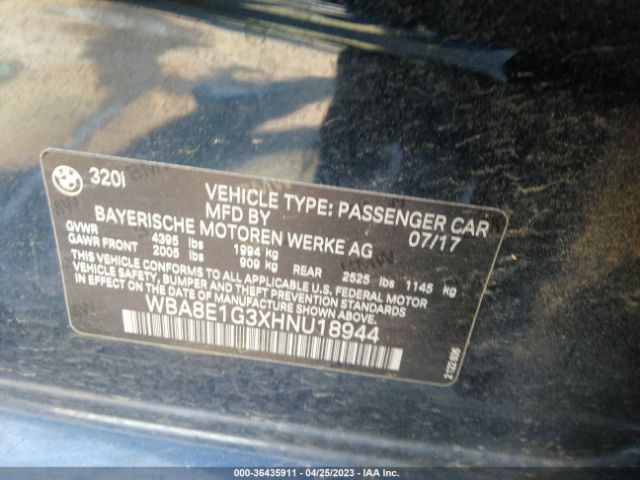 BMW
320i
VEHICLE TYPE: PASSENGER CAR
MFD BY 07/17
BAYERISCHE MOTOREN WERKE AG
GVWR 4395 lbs 1994 kg
GAWR FRONT 2005 lbs 909 kg REAR 2525 lbs 1145 kg
THIS VEHICLE CONFORMS TO ALL APPLICABLE U.S. FEDERAL MOTOR
VEHICLE SAFETY, BUMPER, AND THEFT PREVENTION STANDARDS
IN EFFECT ON THE DATE OF MANUFACTURE SHOWN ABOVE.
WBA8E1G3XHNU18944
000-36435911 - 04/25/2023 - IAA Inc.